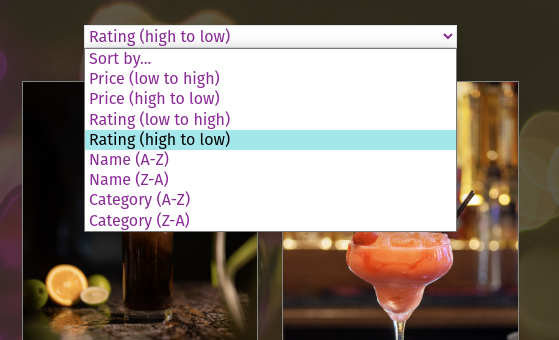 Rating (high to low)
Sort by...
Price (low to high)
Price (high to low)
Rating (low to high)
Rating (high to low)
Name (A-Z)
Name (Z-A)
Category (A-Z)
Category (Z-A)